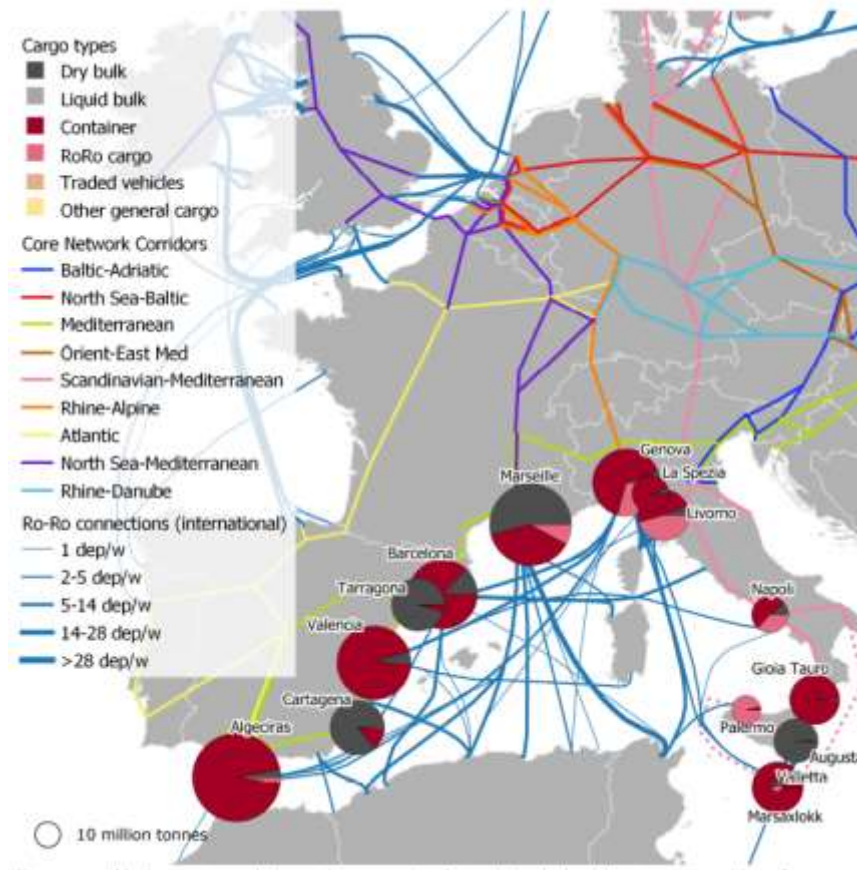 Cargo types
Dry bulk
Liquid bulk
Container
RoRo cargo
Traded vehicles
Other general cargo
Core Network Corridors
Baltic-Adriatic
North Sea-Baltic
Mediterranean
Orient-East Med
Scandinavian-Mediterranean
Rhine-Alpine
Atlantic
North Sea-Mediterranean
Rhine-Danube
Ro-Ro connections (international)
1 dep/w
2-5 dep/w
5-14 dep/w
14-28 dep/w
>28 dep/w
Genova
La Spezia
Marseille
Livorno
Barcelona
Tarragona
Napoli
Valencia
Gioia Tauro
Cartagena
Palermo
Algeciras
Augusta
Valletta
Marsaxlokk
10 million tonnes